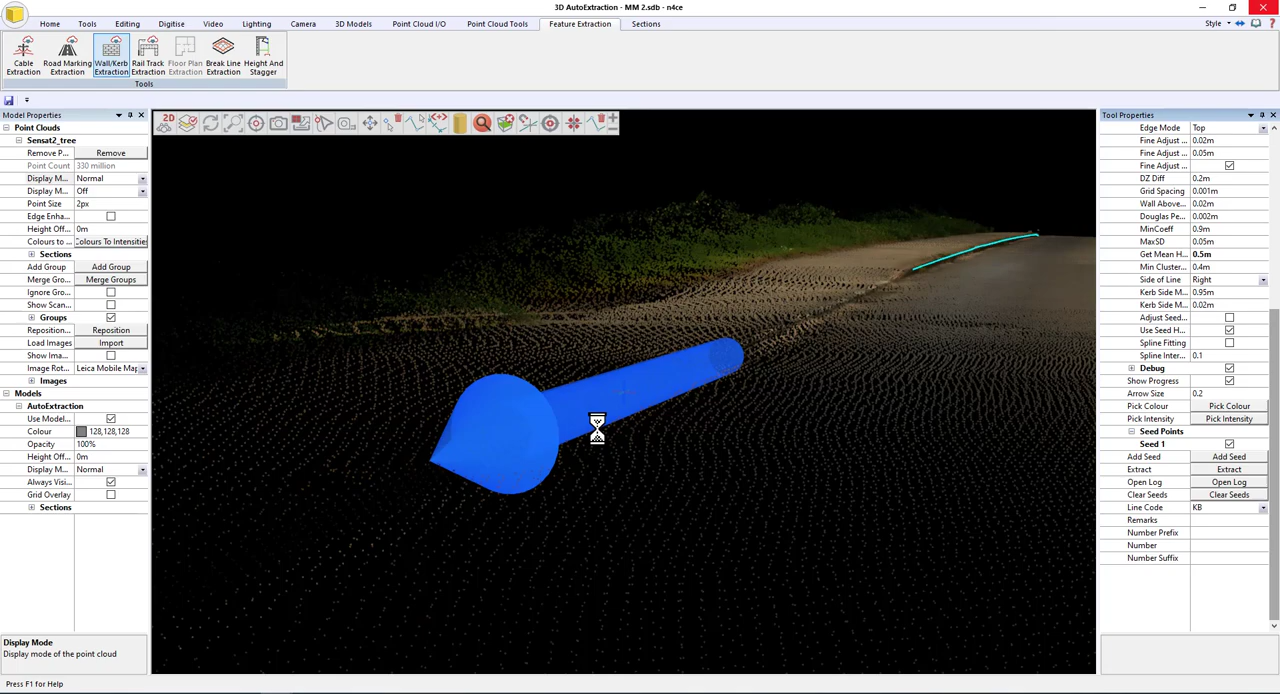 3D AutoExtraction - MM 2.sdb - n4ce
Home Tools Editing Digitise Video Lighting Camera 3D Models Point Cloud I/O Point Cloud Tools Feature Extraction Sections Style
Cable Extraction
Road Marking Extraction
Wall/Kerb Extraction
Rail Track Extraction
Floor Plan Extraction
Break Line Extraction
Height And Stagger
Tools
Model Properties
Point Clouds
Sensat2_tree
Remove P... Remove
Point Count 330 million
Display M... Normal
Display M... Off
Point Size 2px
Edge Enha...
Height Off... 0m
Colours to ... Colours To Intensities
Sections
Add Group Add Group
Merge Gro... Merge Groups
Ignore Gro...
Show Scan...
Groups
Reposition... Reposition
Load Images Import
Show Ima...
Image Rot... Leica Mobile Map
Images
Models
AutoExtraction
Use Model...
Colour 128,128,128
Opacity 100%
Height Off... 0m
Display M... Normal
Always Visi...
Grid Overlay
Sections
Display Mode
Display mode of the point cloud
Press F1 for Help
2D
Tool Properties
Edge Mode Top
Fine Adjust ... 0.02m
Fine Adjust ... 0.05m
Fine Adjust ...
DZ Diff 0.2m
Grid Spacing 0.001m
Wall Above... 0.02m
Douglas Pe... 0.002m
MinCoeff 0.9m
MaxSD 0.05m
Get Mean H... 0.5m
Min Cluster... 0.4m
Side of Line Right
Kerb Side M... 0.95m
Kerb Side M... 0.02m
Adjust Seed...
Use Seed H...
Spline Fitting
Spline Inter... 0.1
Debug
Show Progress
Arrow Size 0.2
Pick Colour Pick Colour
Pick Intensity Pick Intensity
Seed Points
Seed 1
Add Seed Add Seed
Extract Extract
Open Log Open Log
Clear Seeds Clear Seeds
Line Code KB
Remarks
Number Prefix
Number
Number Suffix